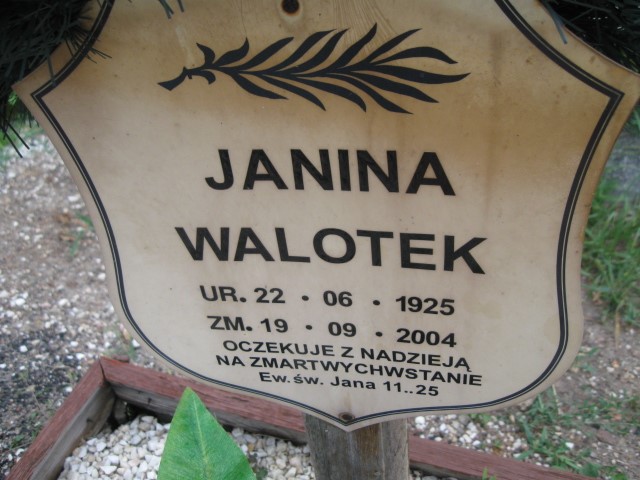 JANINA
WALOTEK
UR. 22 • 06 • 1925
ZM. 19 • 09 • 2004
OCZEKUJE Z NADZIEJĄ
NA ZMARTWYCHWSTANIE
Ew. św. Jana 11..25